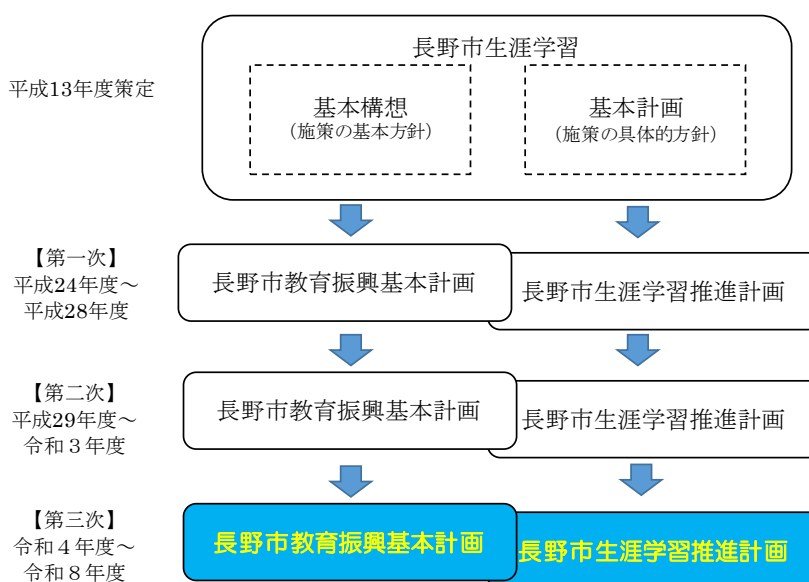 長野市生涯学習
平成13年度策定
基本構想
（施策の基本方針）
基本計画
（施策の具体的方針）
【第一次】
平成24年度～
平成28年度
長野市教育振興基本計画
長野市生涯学習推進計画
【第二次】
平成29年度～
令和３年度
長野市教育振興基本計画
長野市生涯学習推進計画
【第三次】
令和４年度～
令和８年度
長野市教育振興基本計画
長野市生涯学習推進計画